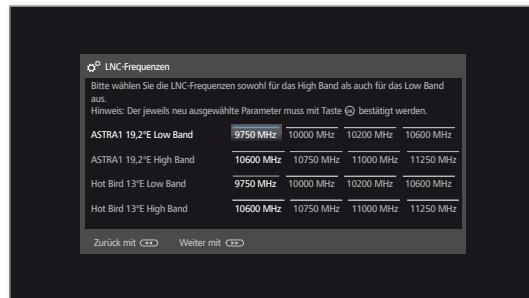 LNC-Frequenzen
Bitte wählen Sie die LNC-Frequenzen sowohl für das High Band als auch für das Low Band
aus.
Hinweis: Der jeweils neu ausgewählte Parameter muss mit Taste OK bestätigt werden.
ASTRA1 19,2°E Low Band 9750 MHz 10000 MHz 10200 MHz 10600 MHz
ASTRA1 19,2°E High Band 10600 MHz 10750 MHz 11000 MHz 11250 MHz
Hot Bird 13°E Low Band 9750 MHz 10000 MHz 10200 MHz 10600 MHz
Hot Bird 13°E High Band 10600 MHz 10750 MHz 11000 MHz 11250 MHz
Zurück mit Weiter mit